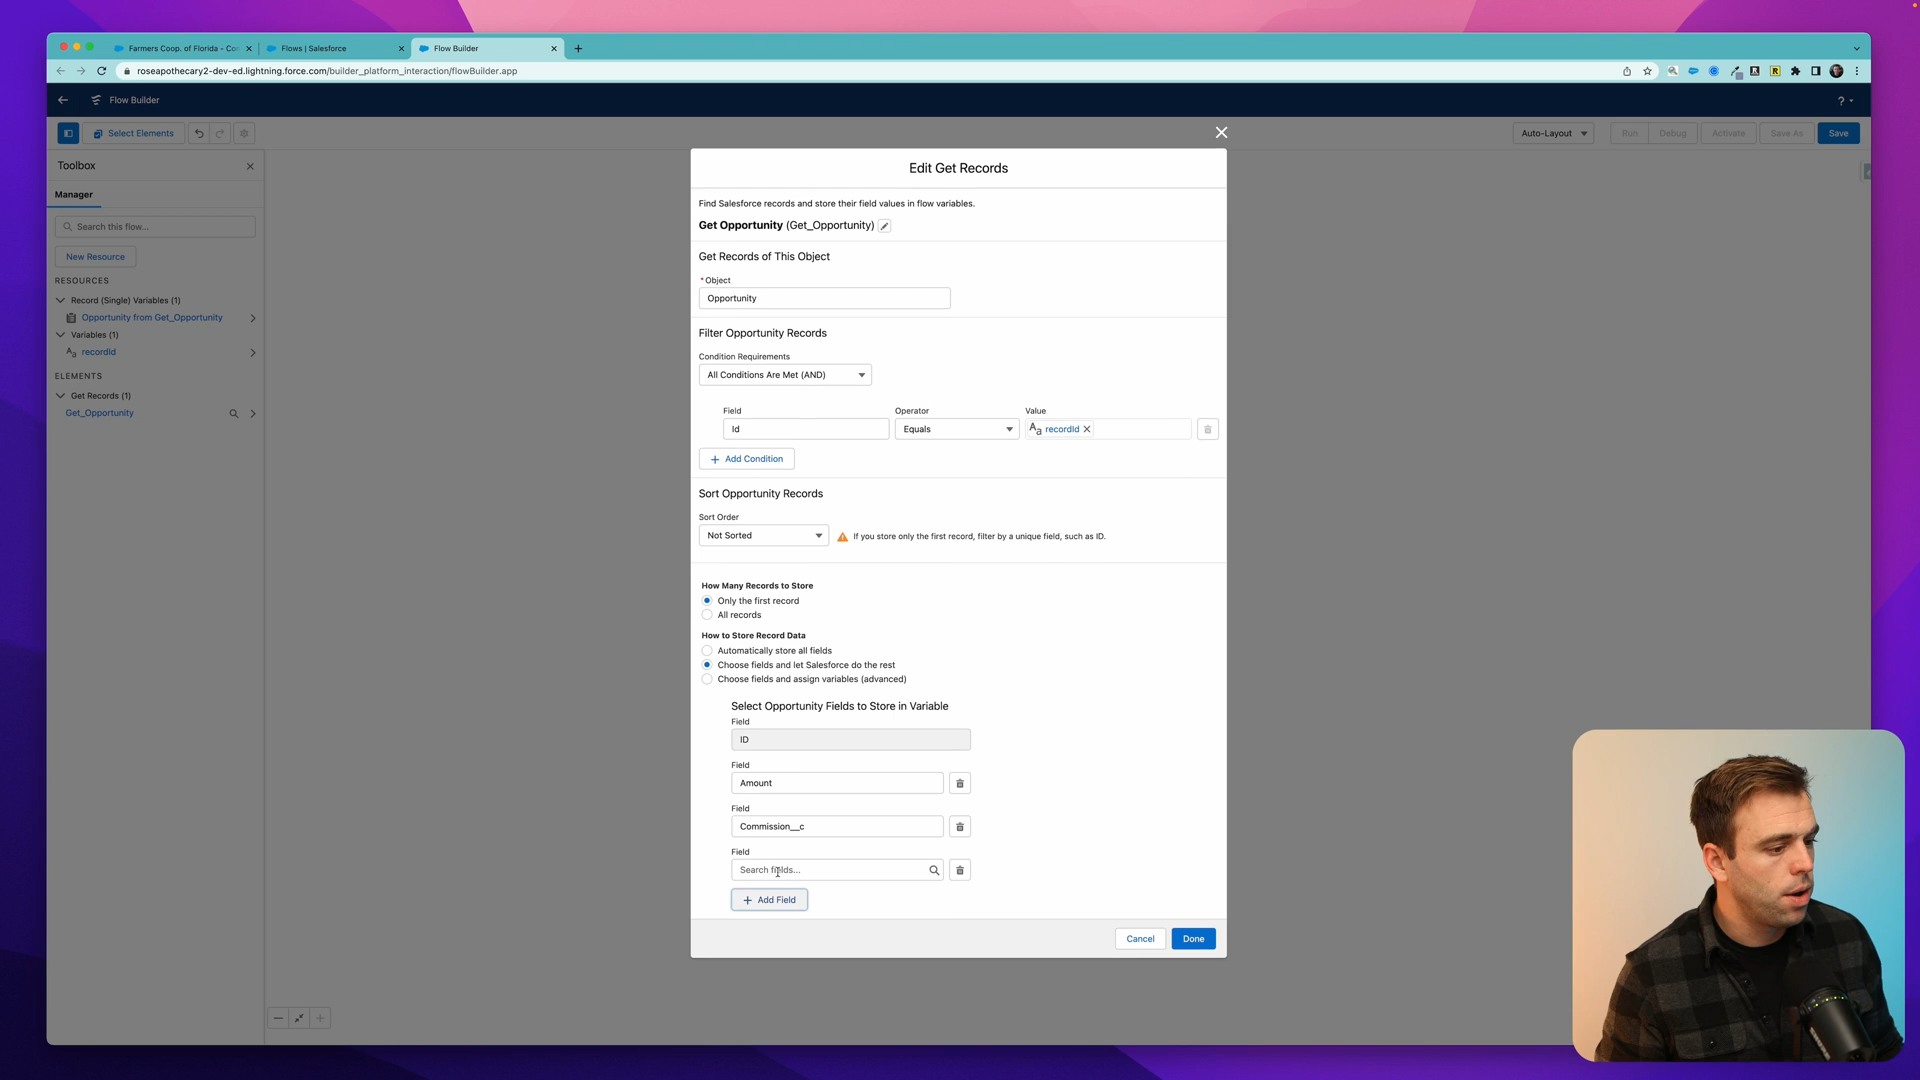 Farmers Coop. of Florida - Co
Flows | Salesforce
Flow Builder
roseapothecary2-dev-ed.lightning.force.com/builder_platform_interaction/flowBuilder.app
Flow Builder
?
Select Elements
Auto-Layout
Run
Debug
Activate
Save As
Save
Toolbox
Manager
Search this flow...
New Resource
RESOURCES
Record (Single) Variables (1)
Opportunity from Get_Opportunity
Variables (1)
Aa recordId
ELEMENTS
Get Records (1)
Get_Opportunity
Edit Get Records
Find Salesforce records and store their field values in flow variables.
Get Opportunity (Get_Opportunity)
Get Records of This Object
*Object
Opportunity
Filter Opportunity Records
Condition Requirements
All Conditions Are Met (AND)
Field Operator Value
Id Equals Aa recordId
+ Add Condition
Sort Opportunity Records
Sort Order
Not Sorted
If you store only the first record, filter by a unique field, such as ID.
How Many Records to Store
Only the first record
All records
How to Store Record Data
Automatically store all fields
Choose fields and let Salesforce do the rest
Choose fields and assign variables (advanced)
Select Opportunity Fields to Store in Variable
Field
ID
Field
Amount
Field
Commission__c
Field
Search fields...
+ Add Field
Cancel
Done